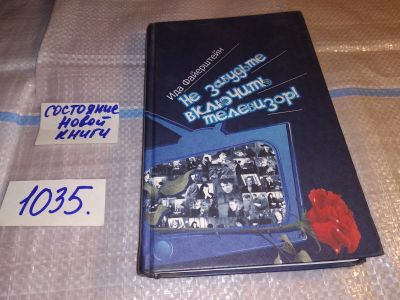 Ида Файерштейн
Не забудьте
включить
телевизор!
состояние
новой
книги
1035.